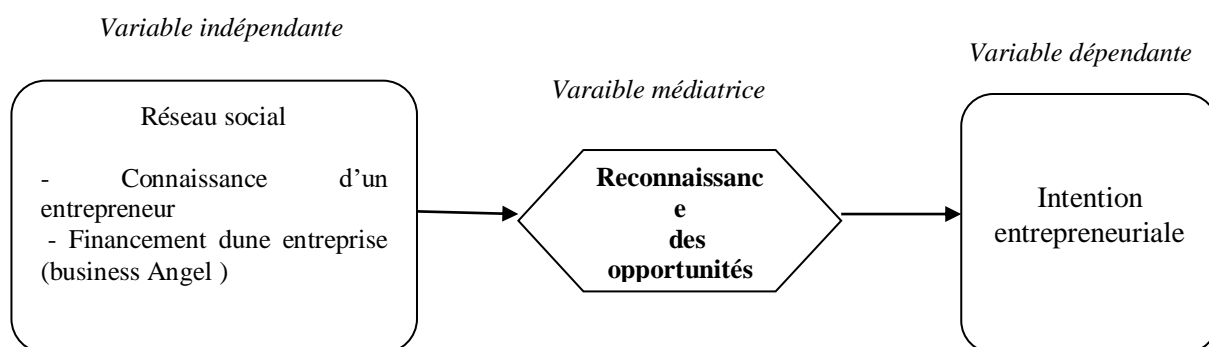 Variable indépendante
Réseau social
- Connaissance d’un
entrepreneur
- Financement dune entreprise
(business Angel )
Varaible médiatrice
Reconnaissanc
e
des
opportunités
Variable dépendante
Intention
entrepreneuriale